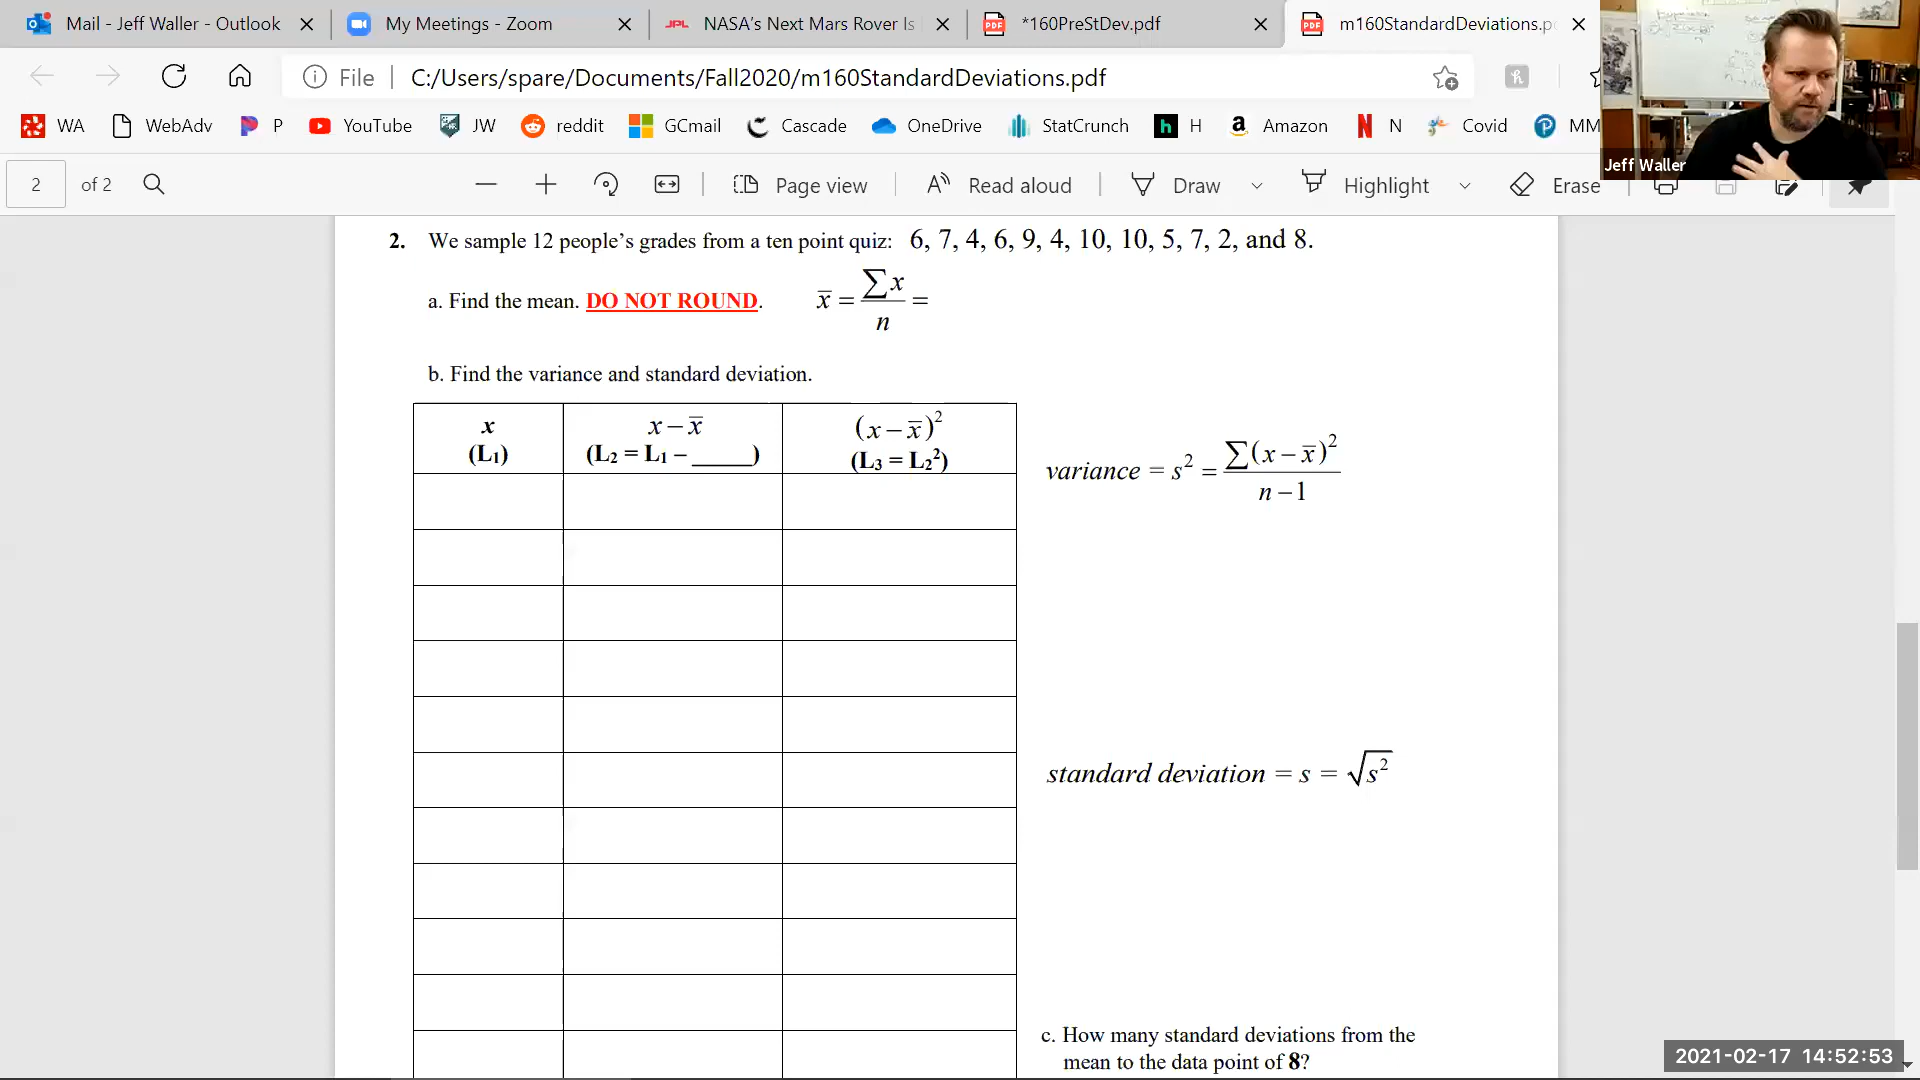 Mail - Jeff Waller - Outlook
My Meetings - Zoom
JPL NASA's Next Mars Rover Is
*160PreStDev.pdf
m160StandardDeviations.p
File C:/Users/spare/Documents/Fall2020/m160StandardDeviations.pdf
WA WebAdv P YouTube JW reddit GCmail Cascade OneDrive StatCrunch h H a Amazon N Covid MM
Jeff Waller
2 of 2 Page view Read aloud Draw Highlight Erase
2. We sample 12 people's grades from a ten point quiz: 6, 7, 4, 6, 9, 4, 10, 10, 5, 7, 2, and 8.
a. Find the mean. DO NOT ROUND. x̄ = ∑x / n =
b. Find the variance and standard deviation.
x (L₁)
x − x̄ (L₂ = L₁ − _____)
(x − x̄)² (L₃ = L₂²)
variance = s² = ∑(x − x̄)² / n − 1
standard deviation = s = √s²
c. How many standard deviations from the
mean to the data point of 8?
2021-02-17 14:52:53